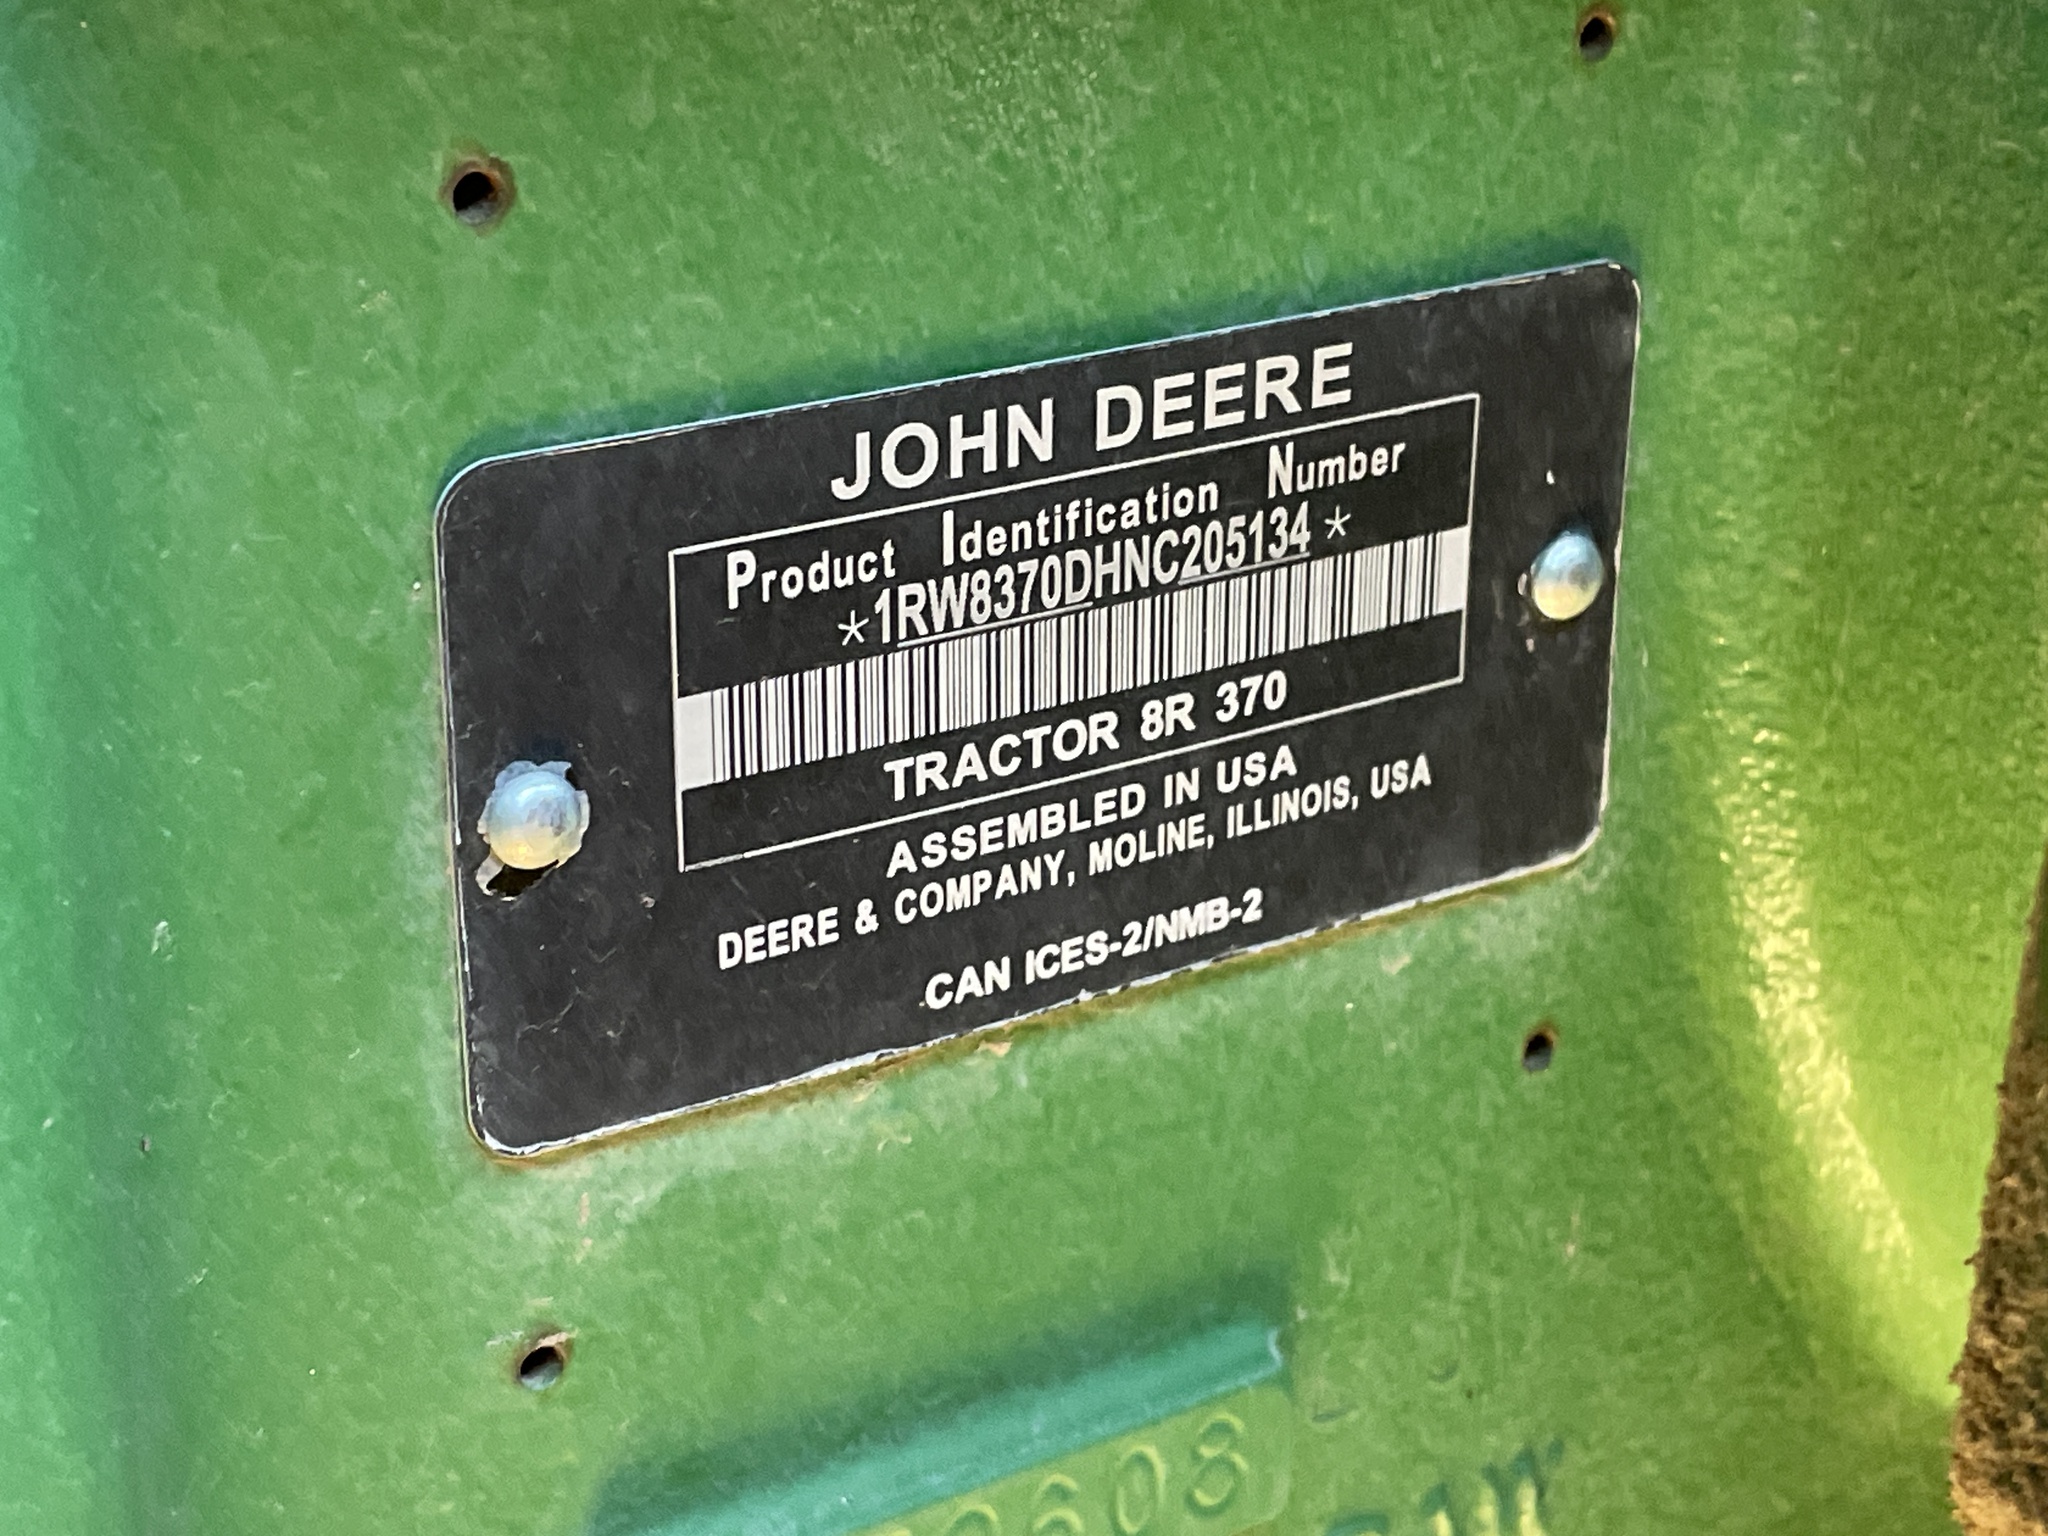 JOHN DEERE
Product Identification Number
*1RW8370DHNC205134*
TRACTOR 8R 370
ASSEMBLED IN USA
DEERE & COMPANY, MOLINE, ILLINOIS, USA
CAN ICES-2/NMB-2